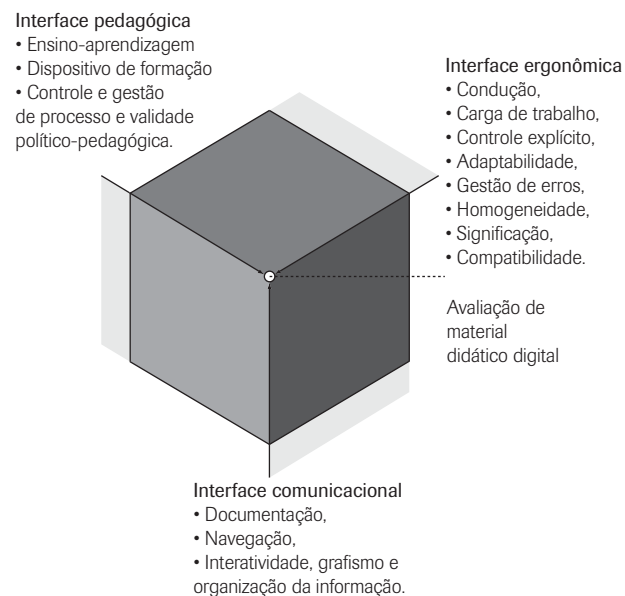 Interface pedagógica
• Ensino-aprendizagem
• Dispositivo de formação
• Controle e gestão
de processo e validade
político-pedagógica.
Interface ergonômica
• Condução,
• Carga de trabalho,
• Controle explícito,
• Adaptabilidade,
• Gestão de erros,
• Homogeneidade,
• Significação,
• Compatibilidade.
Avaliação de
material
didático digital
Interface comunicacional
• Documentação,
• Navegação,
• Interatividade, grafismo e
organização da informação.